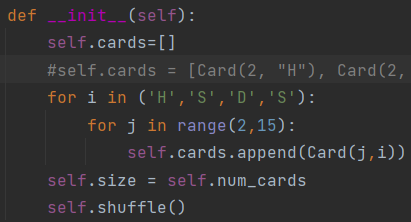 def __init__(self):
    self.cards=[]
    #self.cards = [Card(2, "H"), Card(2,
    for i in ('H','S','D','S'):
        for j in range(2,15):
            self.cards.append(Card(j,i))
    self.size = self.num_cards
    self.shuffle()